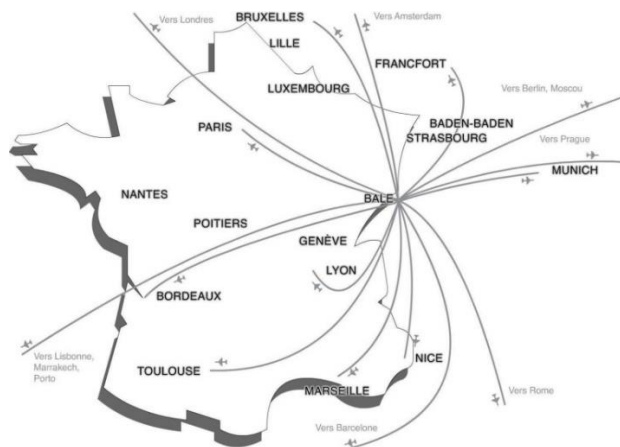 BRUXELLES
Vers Londres
Vers Amsterdam
LILLE
FRANCFORT
LUXEMBOURG
Vers Berlin, Moscou
BADEN-BADEN
PARIS
STRASBOURG
Vers Prague
MUNICH
NANTES
BALE
POITIERS
GENÈVE
LYON
BORDEAUX
Vers Lisbonne,
Marrakech,
Porto
NICE
TOULOUSE
MARSEILLE
Vers Rome
Vers Barcelone